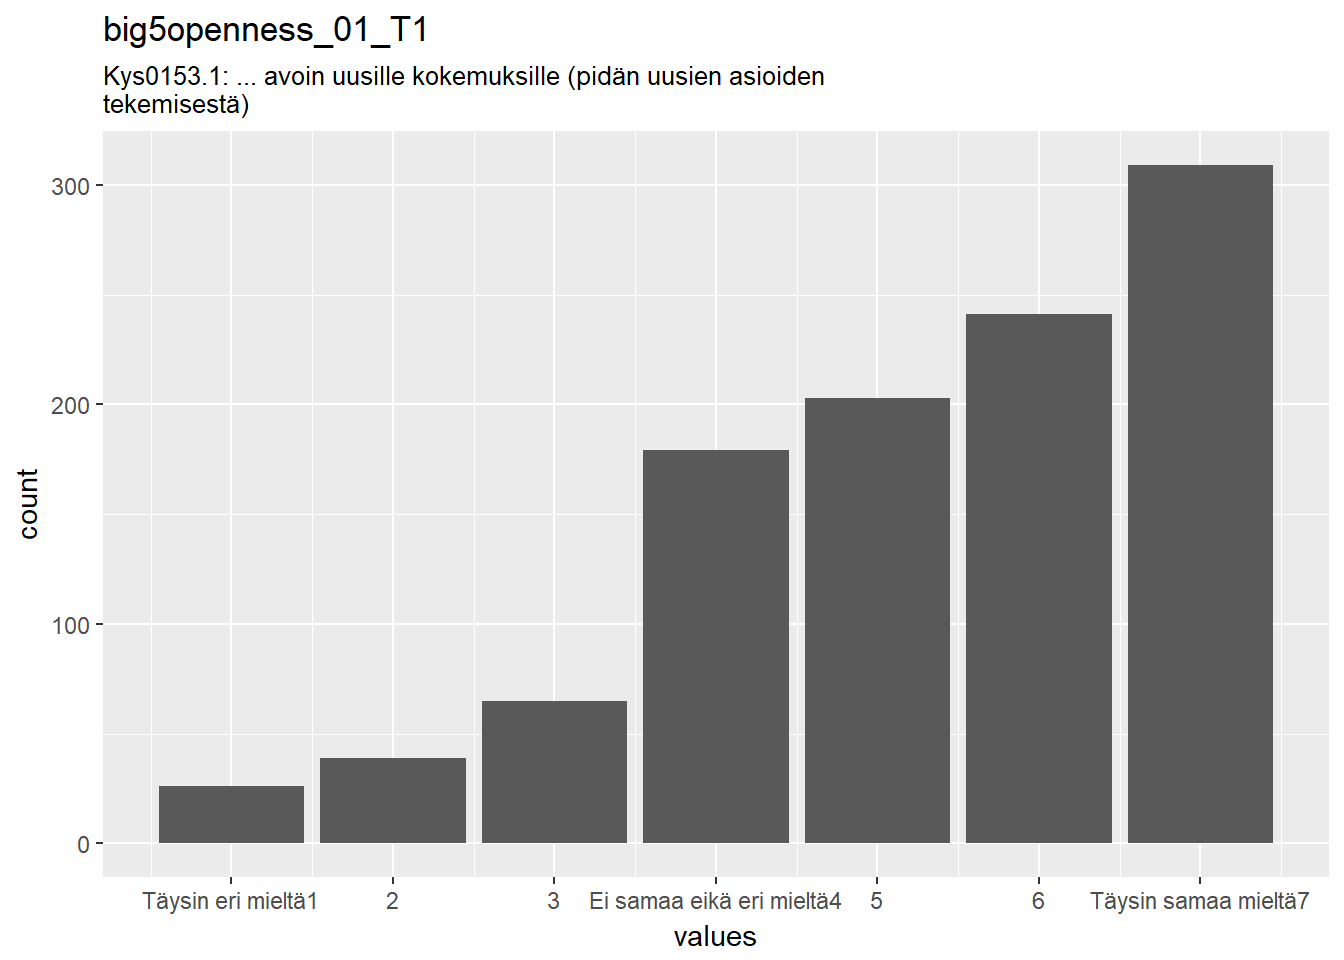 big5openness_01_T1
Kys0153.1: ... avoin uusille kokemuksille (pidän uusien asioiden
tekemisestä)
300
200
100
0
count
Täysin eri mieltä1
2
3
Ei samaa eikä eri mieltä4
5
6
Täysin samaa mieltä7
values